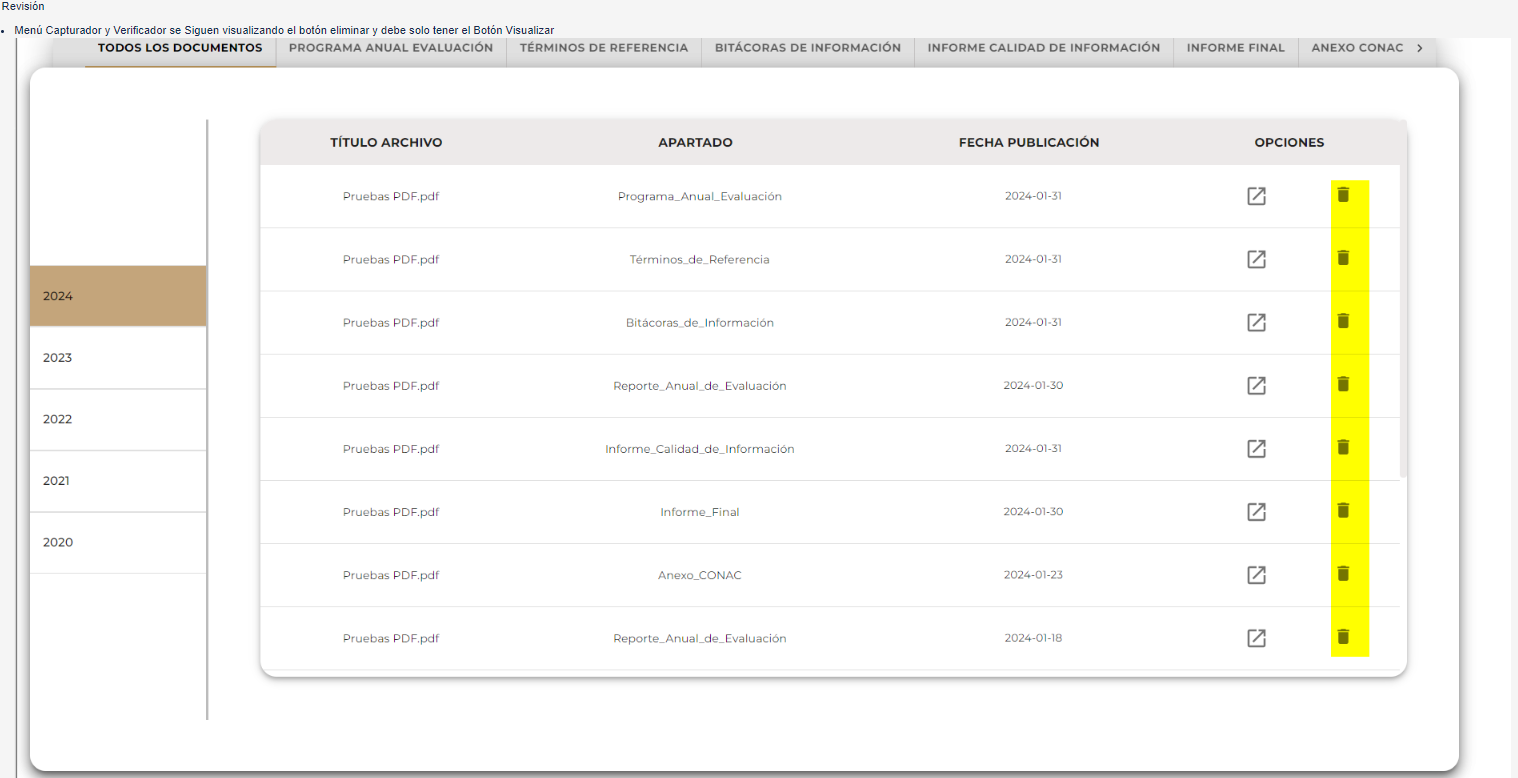 Revisión
• Menú Capturador y Verificador se Siguen visualizando el botón eliminar y debe solo tener el Botón Visualizar
TODOS LOS DOCUMENTOS PROGRAMA ANUAL EVALUACIÓN TÉRMINOS DE REFERENCIA BITÁCORAS DE INFORMACIÓN INFORME CALIDAD DE INFORMACIÓN INFORME FINAL ANEXO CONAC
TÍTULO ARCHIVO APARTADO FECHA PUBLICACIÓN OPCIONES
Pruebas PDF.pdf Programa_Anual_Evaluación 2024-01-31
Pruebas PDF.pdf Términos_de_Referencia 2024-01-31
2024
Pruebas PDF.pdf Bitácoras_de_Información 2024-01-31
2023
Pruebas PDF.pdf Reporte_Anual_de_Evaluación 2024-01-30
2022
Pruebas PDF.pdf Informe_Calidad_de_Información 2024-01-31
2021
Pruebas PDF.pdf Informe_Final 2024-01-30
2020
Pruebas PDF.pdf Anexo_CONAC 2024-01-23
Pruebas PDF.pdf Reporte_Anual_de_Evaluación 2024-01-18